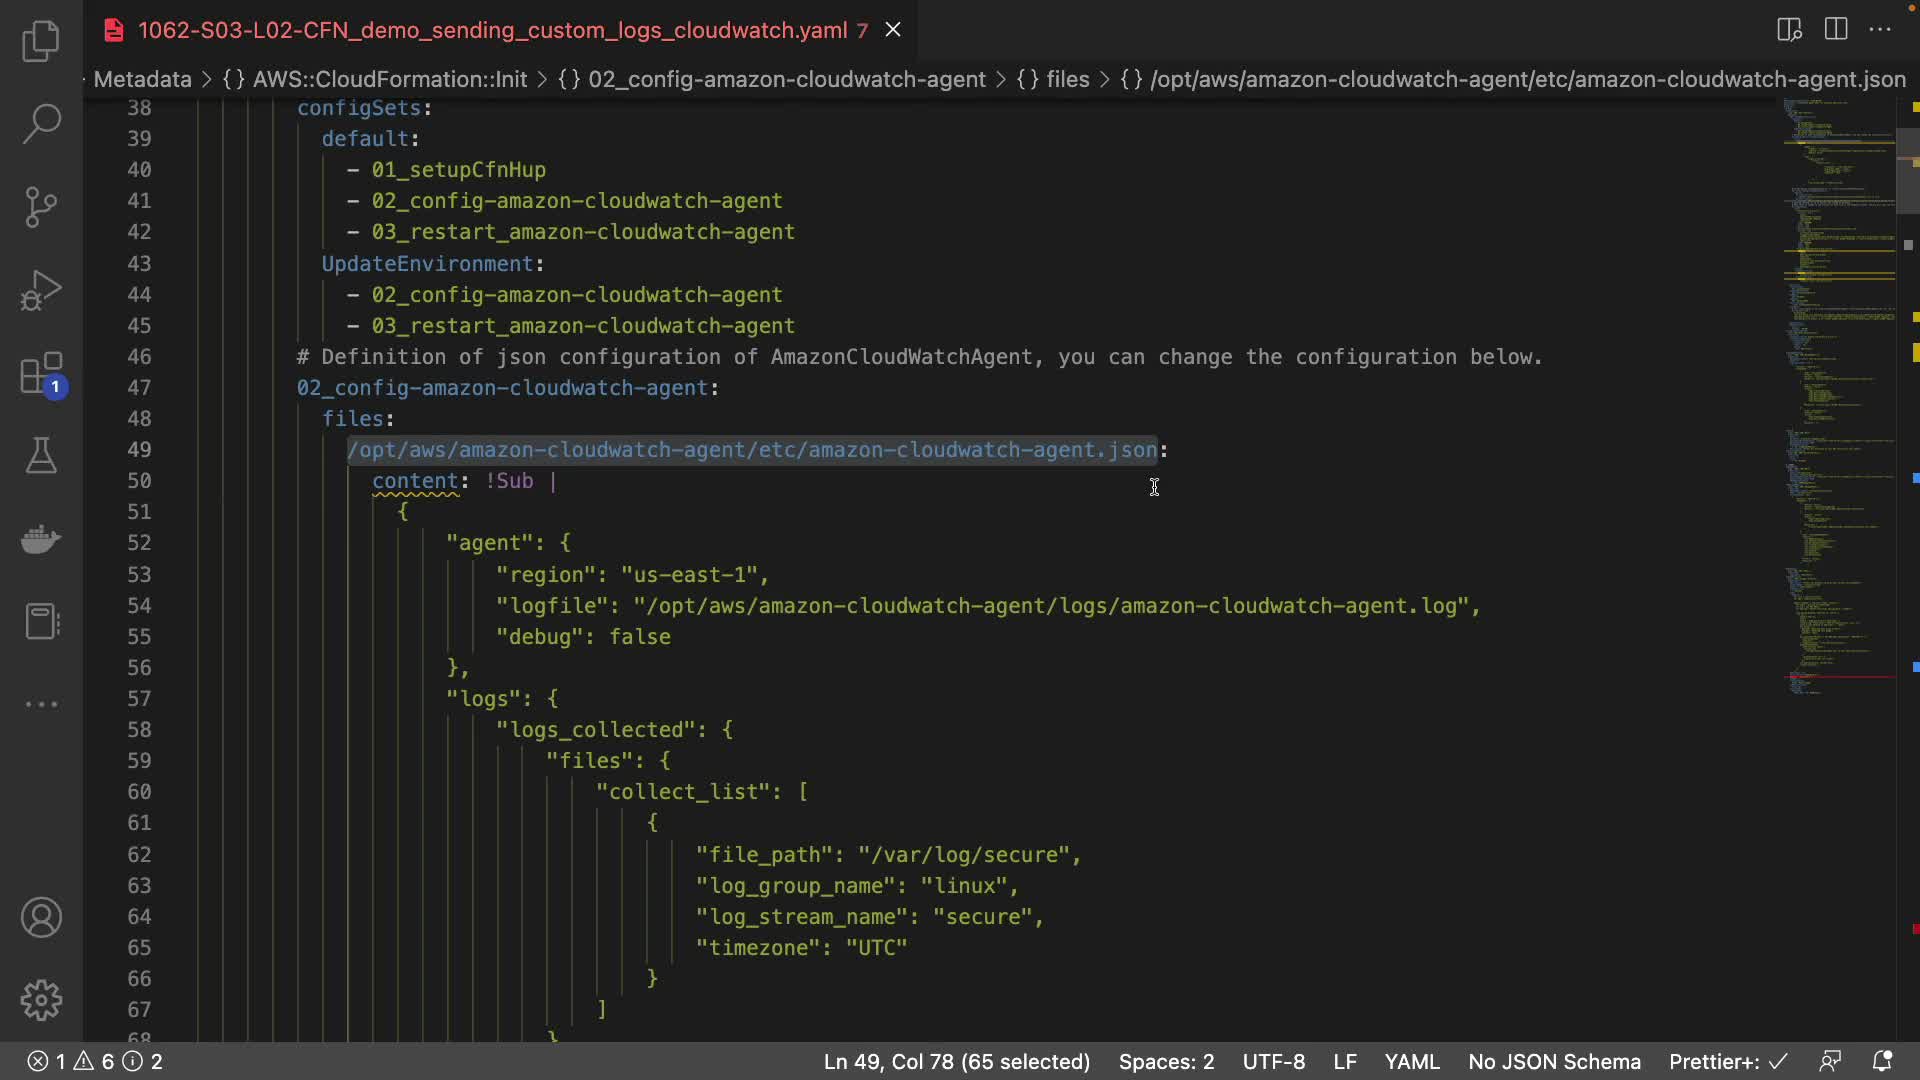 1062-S03-L02-CFN_demo_sending_custom_logs_cloudwatch.yaml 7
Metadata > {} AWS::CloudFormation::Init > {} 02_config-amazon-cloudwatch-agent > {} files > {} /opt/aws/amazon-cloudwatch-agent/etc/amazon-cloudwatch-agent.json
38 configSets:
39 default:
40 - 01_setupCfnHup
41 - 02_config-amazon-cloudwatch-agent
42 - 03_restart_amazon-cloudwatch-agent
43 UpdateEnvironment:
44 - 02_config-amazon-cloudwatch-agent
45 - 03_restart_amazon-cloudwatch-agent
46 # Definition of json configuration of AmazonCloudWatchAgent, you can change the configuration below.
47 02_config-amazon-cloudwatch-agent:
48 files:
49 /opt/aws/amazon-cloudwatch-agent/etc/amazon-cloudwatch-agent.json:
50 content: !Sub |
51 {
52 "agent": {
53 "region": "us-east-1",
54 "logfile": "/opt/aws/amazon-cloudwatch-agent/logs/amazon-cloudwatch-agent.log",
55 "debug": false
56 },
57 "logs": {
58 "logs_collected": {
59 "files": {
60 "collect_list": [
61 {
62 "file_path": "/var/log/secure",
63 "log_group_name": "linux",
64 "log_stream_name": "secure",
65 "timezone": "UTC"
66 }
67 ]
68 }
1
1 6 2 Ln 49, Col 78 (65 selected) Spaces: 2 UTF-8 LF YAML No JSON Schema Prettier+: ✓